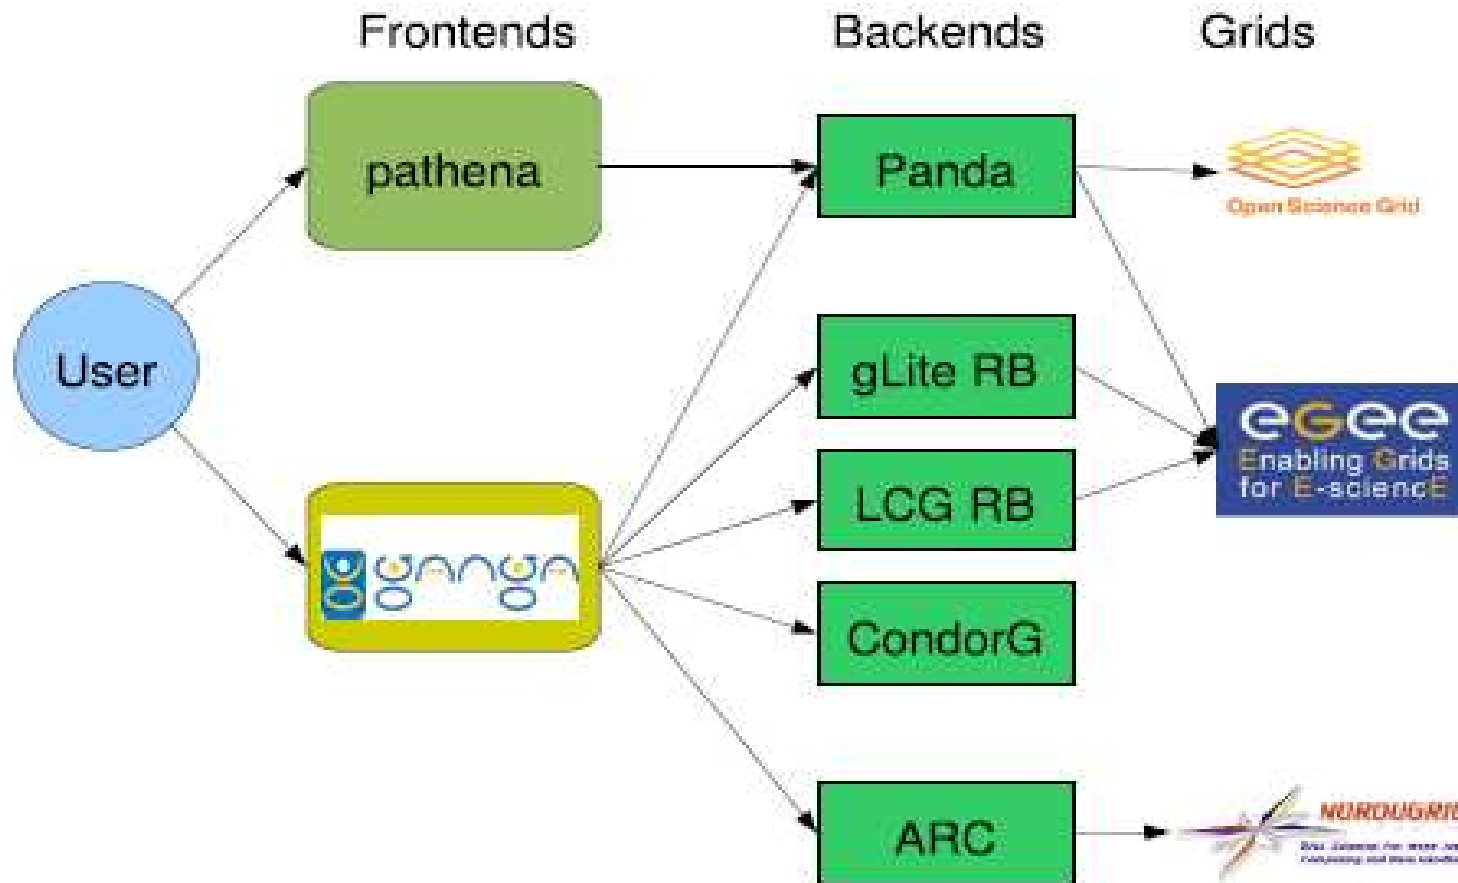 Frontends
Backends
Grids
pathena
Panda
Open Science Grid
User
gLite RB
eGee
Enabling Grids
for E-sciencE
LCG RB
ganga
CondorG
ARC